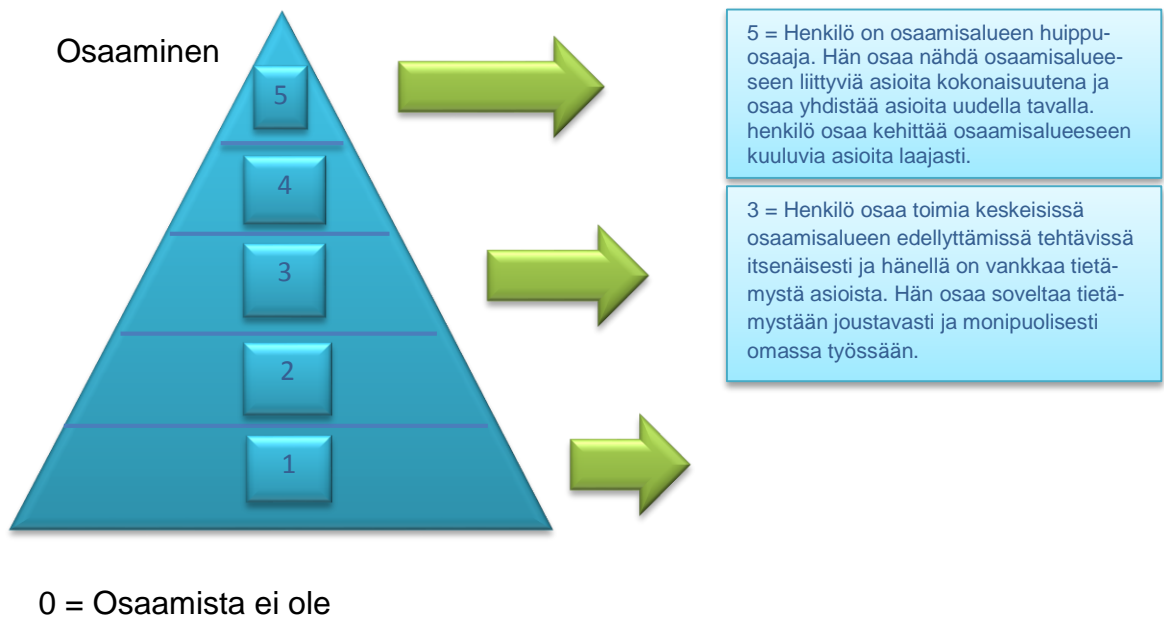 Osaaminen
5
4
3
2
1
5 = Henkilö on osaamisalueen huippu-
osaaja. Hän osaa nähdä osaamisaluee-
seen liittyviä asioita kokonaisuutena ja
osaa yhdistää asioita uudella tavalla.
henkilö osaa kehittää osaamisalueeseen
kuuluvia asioita laajasti.
3 = Henkilö osaa toimia keskeisissä
osaamisalueen edellyttämissä tehtävissä
itsenäisesti ja hänellä on vankkaa tietä-
mystä asioista. Hän osaa soveltaa tietä-
mystään joustavasti ja monipuolisesti
omassa työssään.
0 = Osaamista ei ole